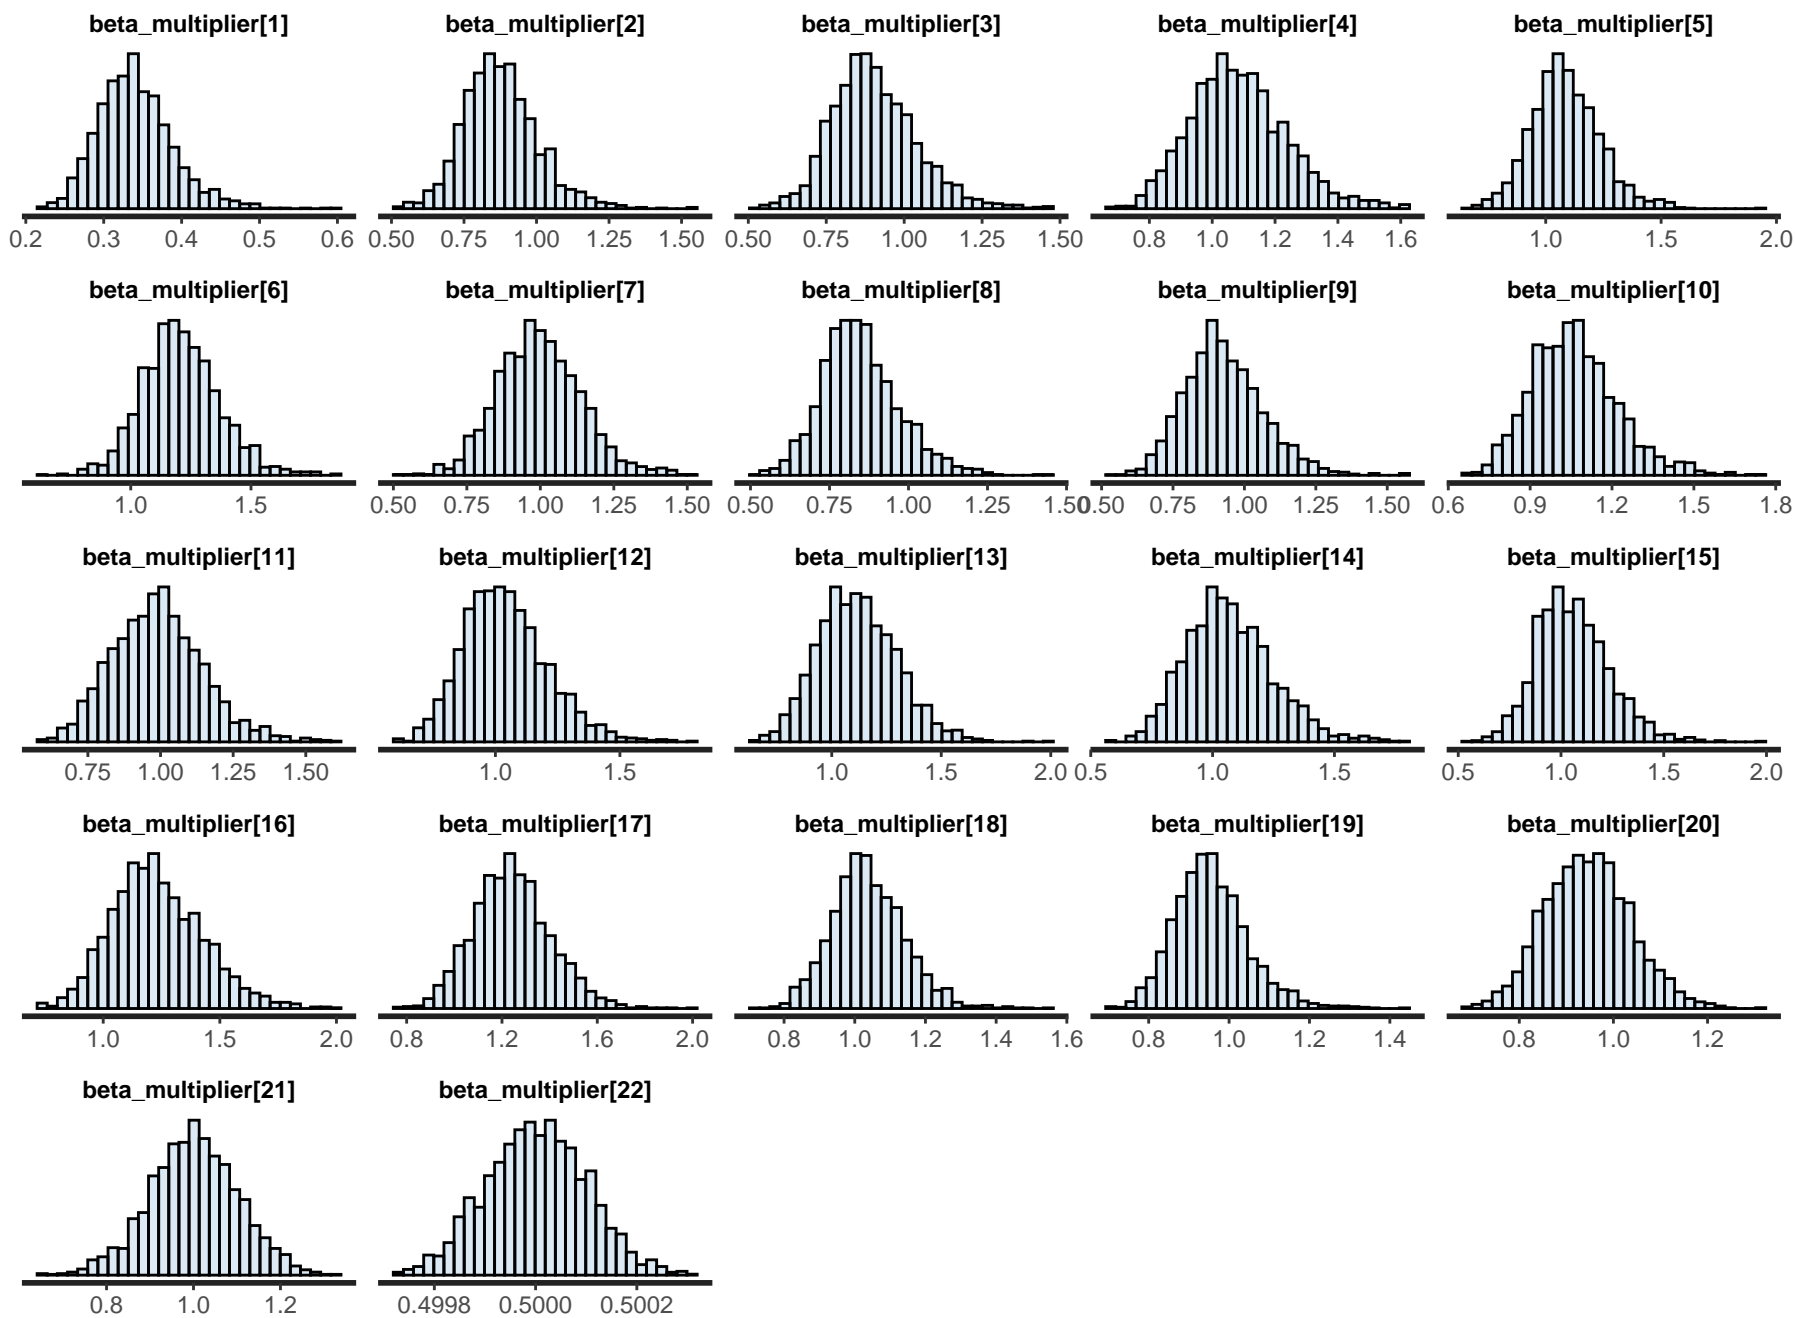 beta_multiplier[1] beta_multiplier[2] beta_multiplier[3] beta_multiplier[4] beta_multiplier[5]
0.2 0.3 0.4 0.5 0.6 0.50 0.75 1.00 1.25 1.50 0.50 0.75 1.00 1.25 1.50 0.8 1.0 1.2 1.4 1.6 1.0 1.5 2.0
beta_multiplier[6] beta_multiplier[7] beta_multiplier[8] beta_multiplier[9] beta_multiplier[10]
1.0 1.5 0.50 0.75 1.00 1.25 1.50 0.50 0.75 1.00 1.25 1.50 0.50 0.75 1.00 1.25 1.50 0.6 0.9 1.2 1.5 1.8
beta_multiplier[11] beta_multiplier[12] beta_multiplier[13] beta_multiplier[14] beta_multiplier[15]
0.75 1.00 1.25 1.50 1.0 1.5 1.0 1.5 2.0 0.5 1.0 1.5 0.5 1.0 1.5 2.0
beta_multiplier[16] beta_multiplier[17] beta_multiplier[18] beta_multiplier[19] beta_multiplier[20]
1.0 1.5 2.0 0.8 1.2 1.6 2.0 0.8 1.0 1.2 1.4 1.6 0.8 1.0 1.2 1.4 0.8 1.0 1.2
beta_multiplier[21] beta_multiplier[22]
0.8 1.0 1.2 0.4998 0.5000 0.5002